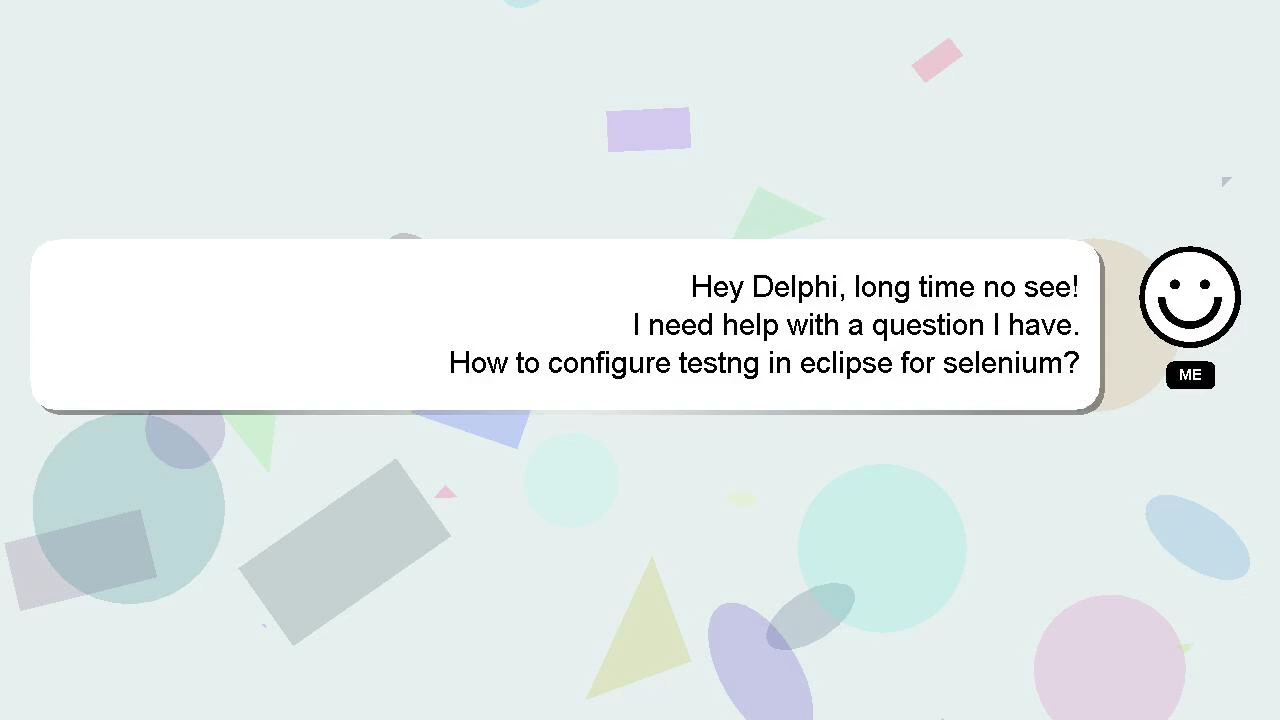 Hey Delphi, long time no see!
I need help with a question I have.
How to configure testng in eclipse for selenium?
ME